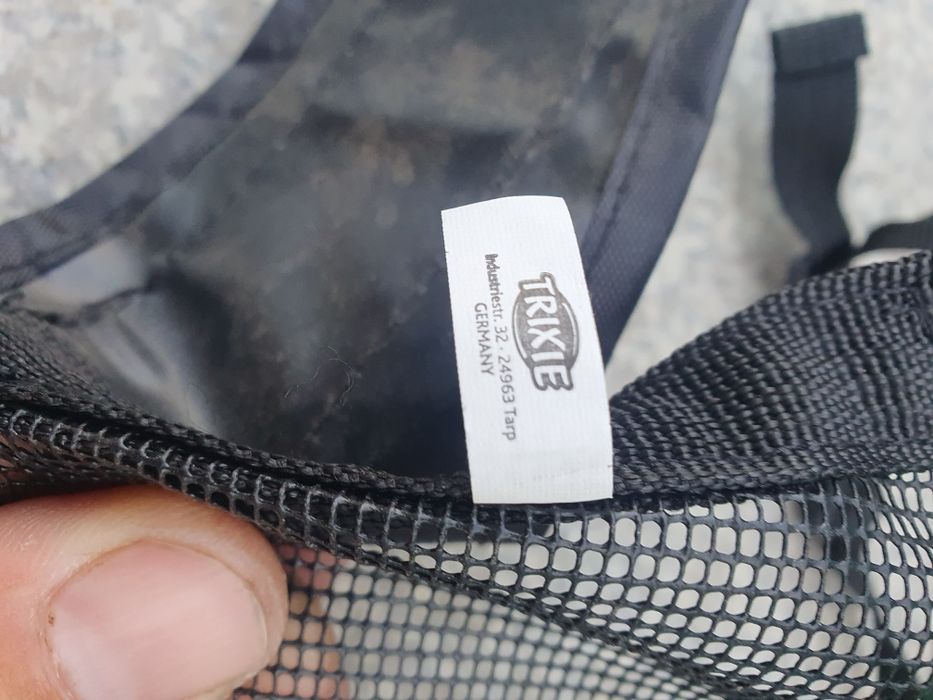 TRIXIE
Industriestr. 32 · 24963 Tarp
GERMANY